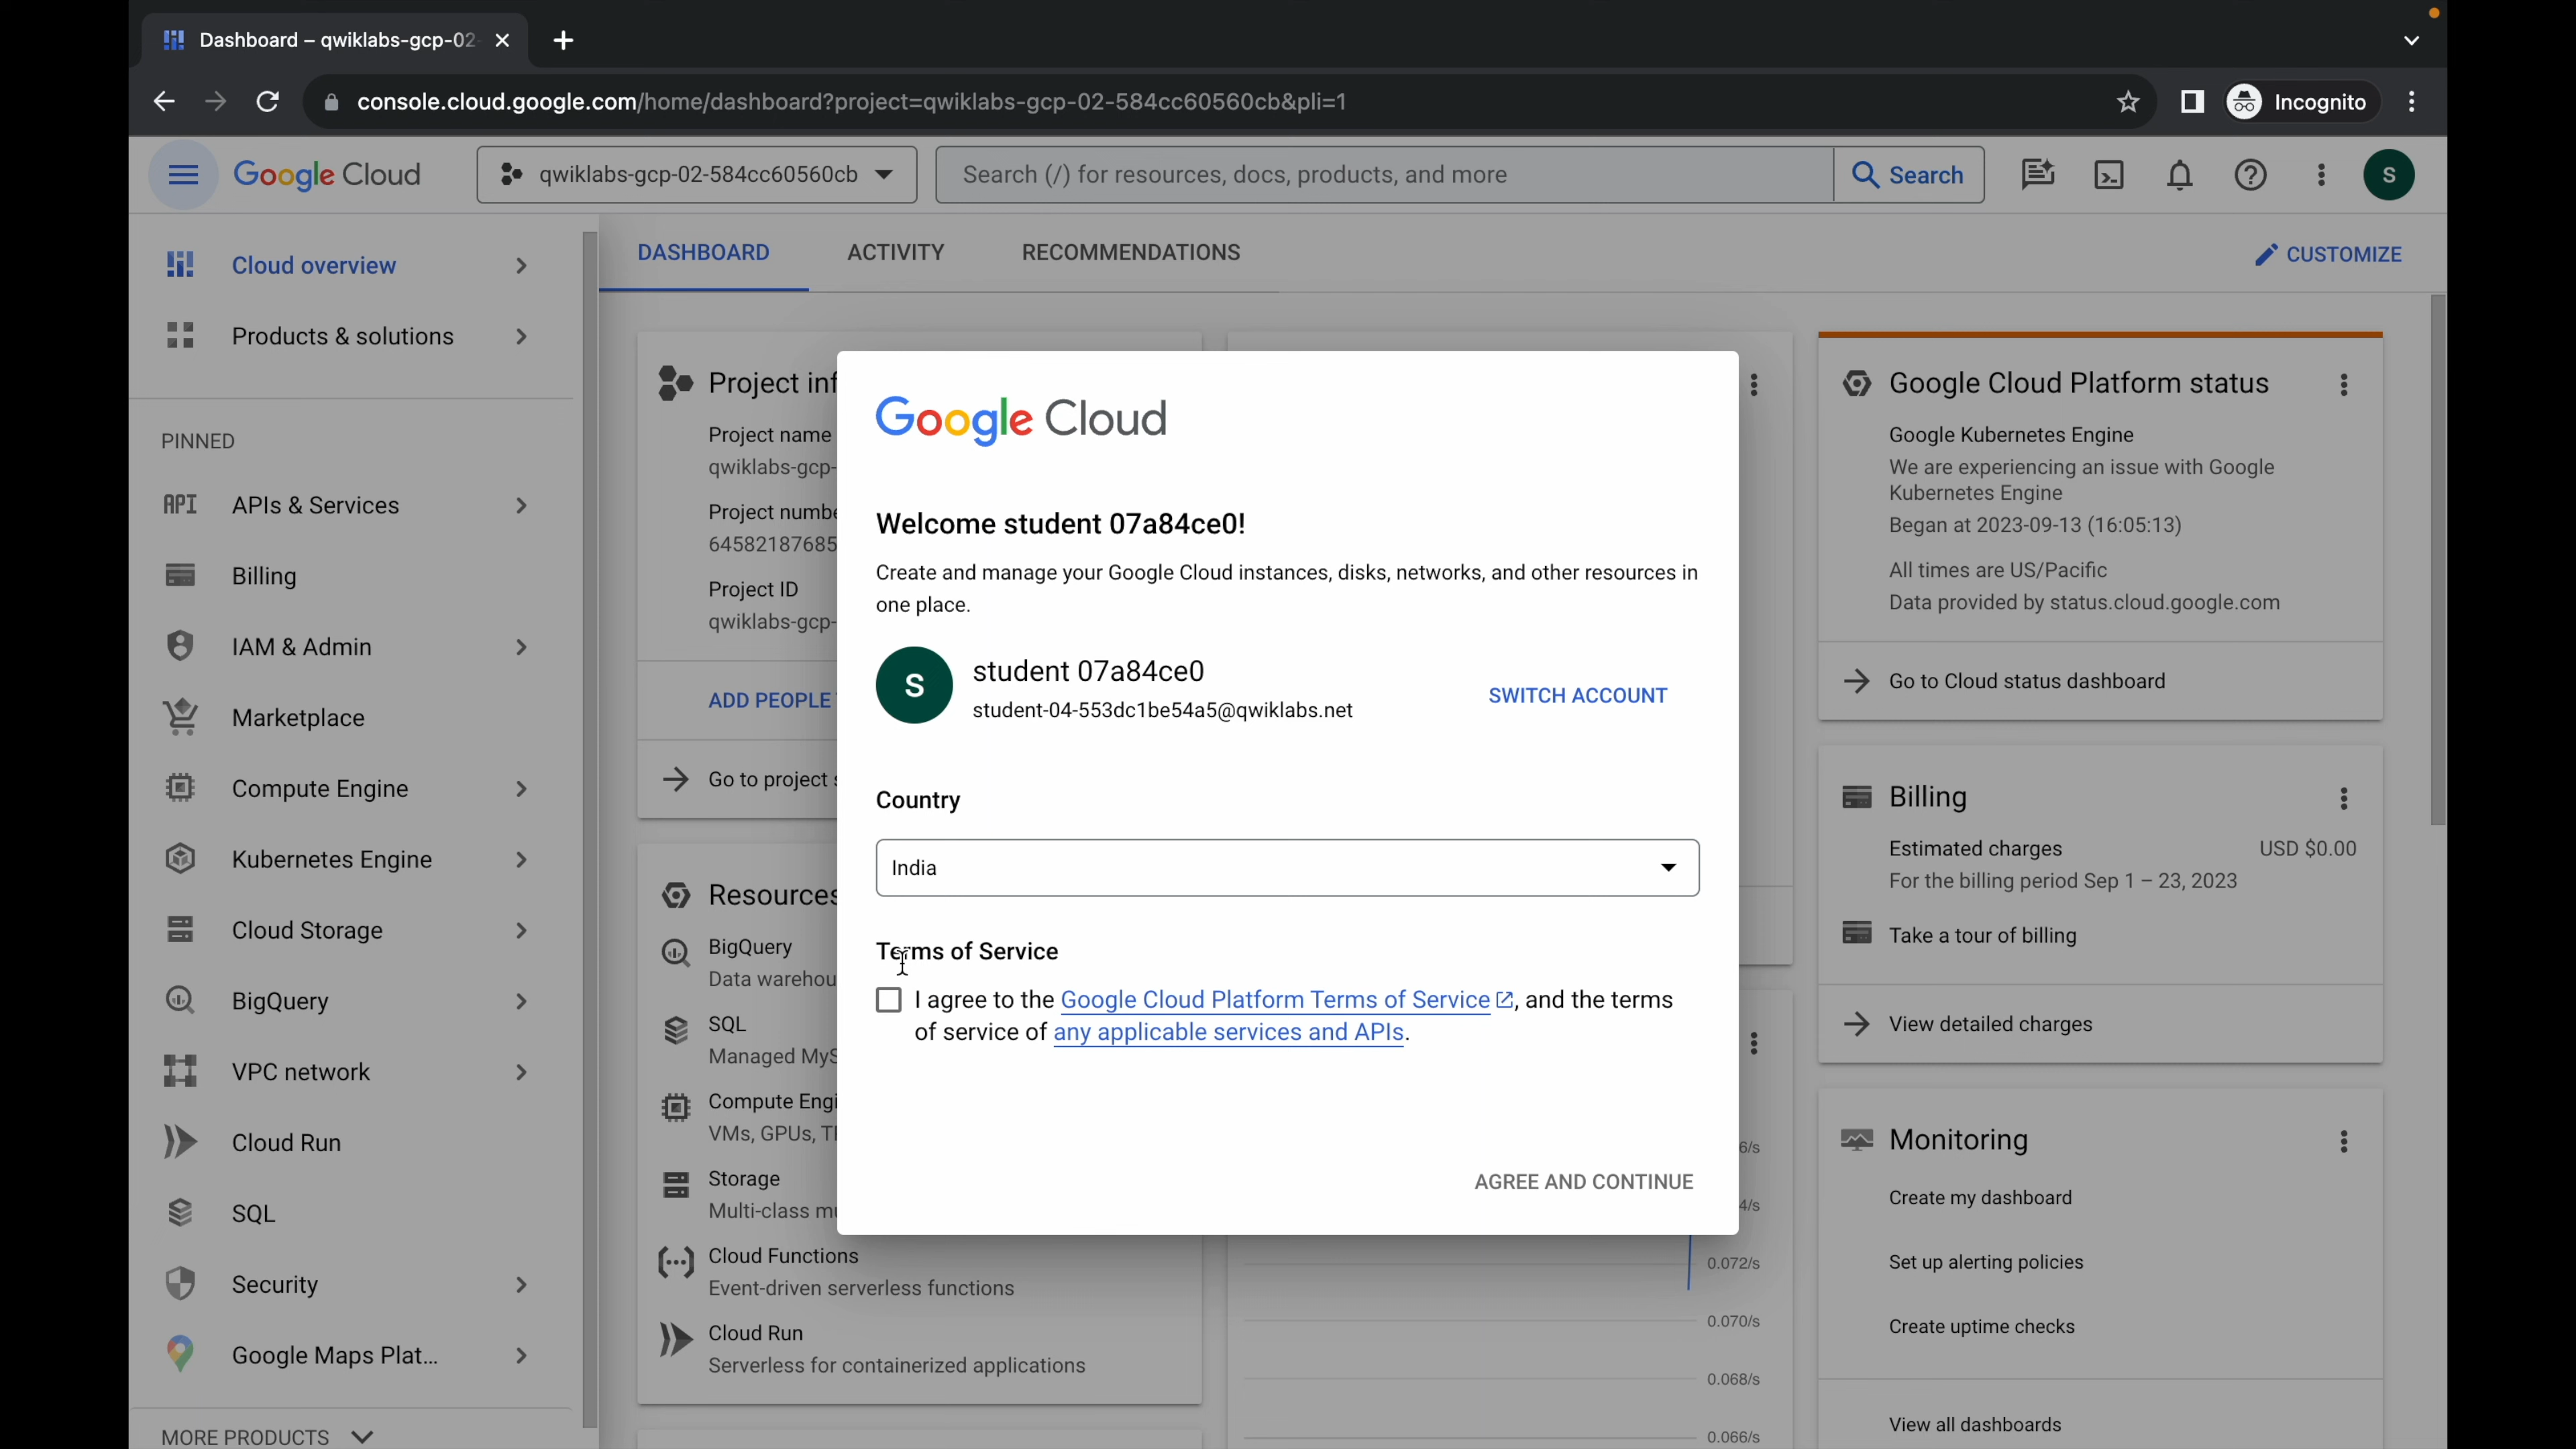 Dashboard – qwiklabs-gcp-02-
console.cloud.google.com/home/dashboard?project=qwiklabs-gcp-02-584cc60560cb&pli=1
Incognito
Google Cloud
qwiklabs-gcp-02-584cc60560cb
Search (/) for resources, docs, products, and more
Search
S
Cloud overview
Products & solutions
PINNED
API APIs & Services
Billing
IAM & Admin
Marketplace
Compute Engine
Kubernetes Engine
Cloud Storage
BigQuery
VPC network
Cloud Run
SQL
Security
Google Maps Plat...
MORE PRODUCTS
DASHBOARD
ACTIVITY
RECOMMENDATIONS
CUSTOMIZE
Project inf
Project name
qwiklabs-gcp-
Project numbe
64582187685
Project ID
qwiklabs-gcp-
ADD PEOPLE
Go to project s
Resources
BigQuery
Data warehou
SQL
Managed MyS
Compute Engi
VMs, GPUs, T
Storage
Multi-class mu
Cloud Functions
Event-driven serverless functions
Cloud Run
Serverless for containerized applications
Google Cloud
Welcome student 07a84ce0!
Create and manage your Google Cloud instances, disks, networks, and other resources in
one place.
S
student 07a84ce0
student-04-553dc1be54a5@qwiklabs.net
SWITCH ACCOUNT
Country
India
Terms of Service
I agree to the Google Cloud Platform Terms of Service, and the terms
of service of any applicable services and APIs.
AGREE AND CONTINUE
6/s
4/s
0.072/s
0.070/s
0.068/s
0.066/s
Google Cloud Platform status
Google Kubernetes Engine
We are experiencing an issue with Google
Kubernetes Engine
Began at 2023-09-13 (16:05:13)
All times are US/Pacific
Data provided by status.cloud.google.com
Go to Cloud status dashboard
Billing
Estimated charges
USD $0.00
For the billing period Sep 1 – 23, 2023
Take a tour of billing
View detailed charges
Monitoring
Create my dashboard
Set up alerting policies
Create uptime checks
View all dashboards